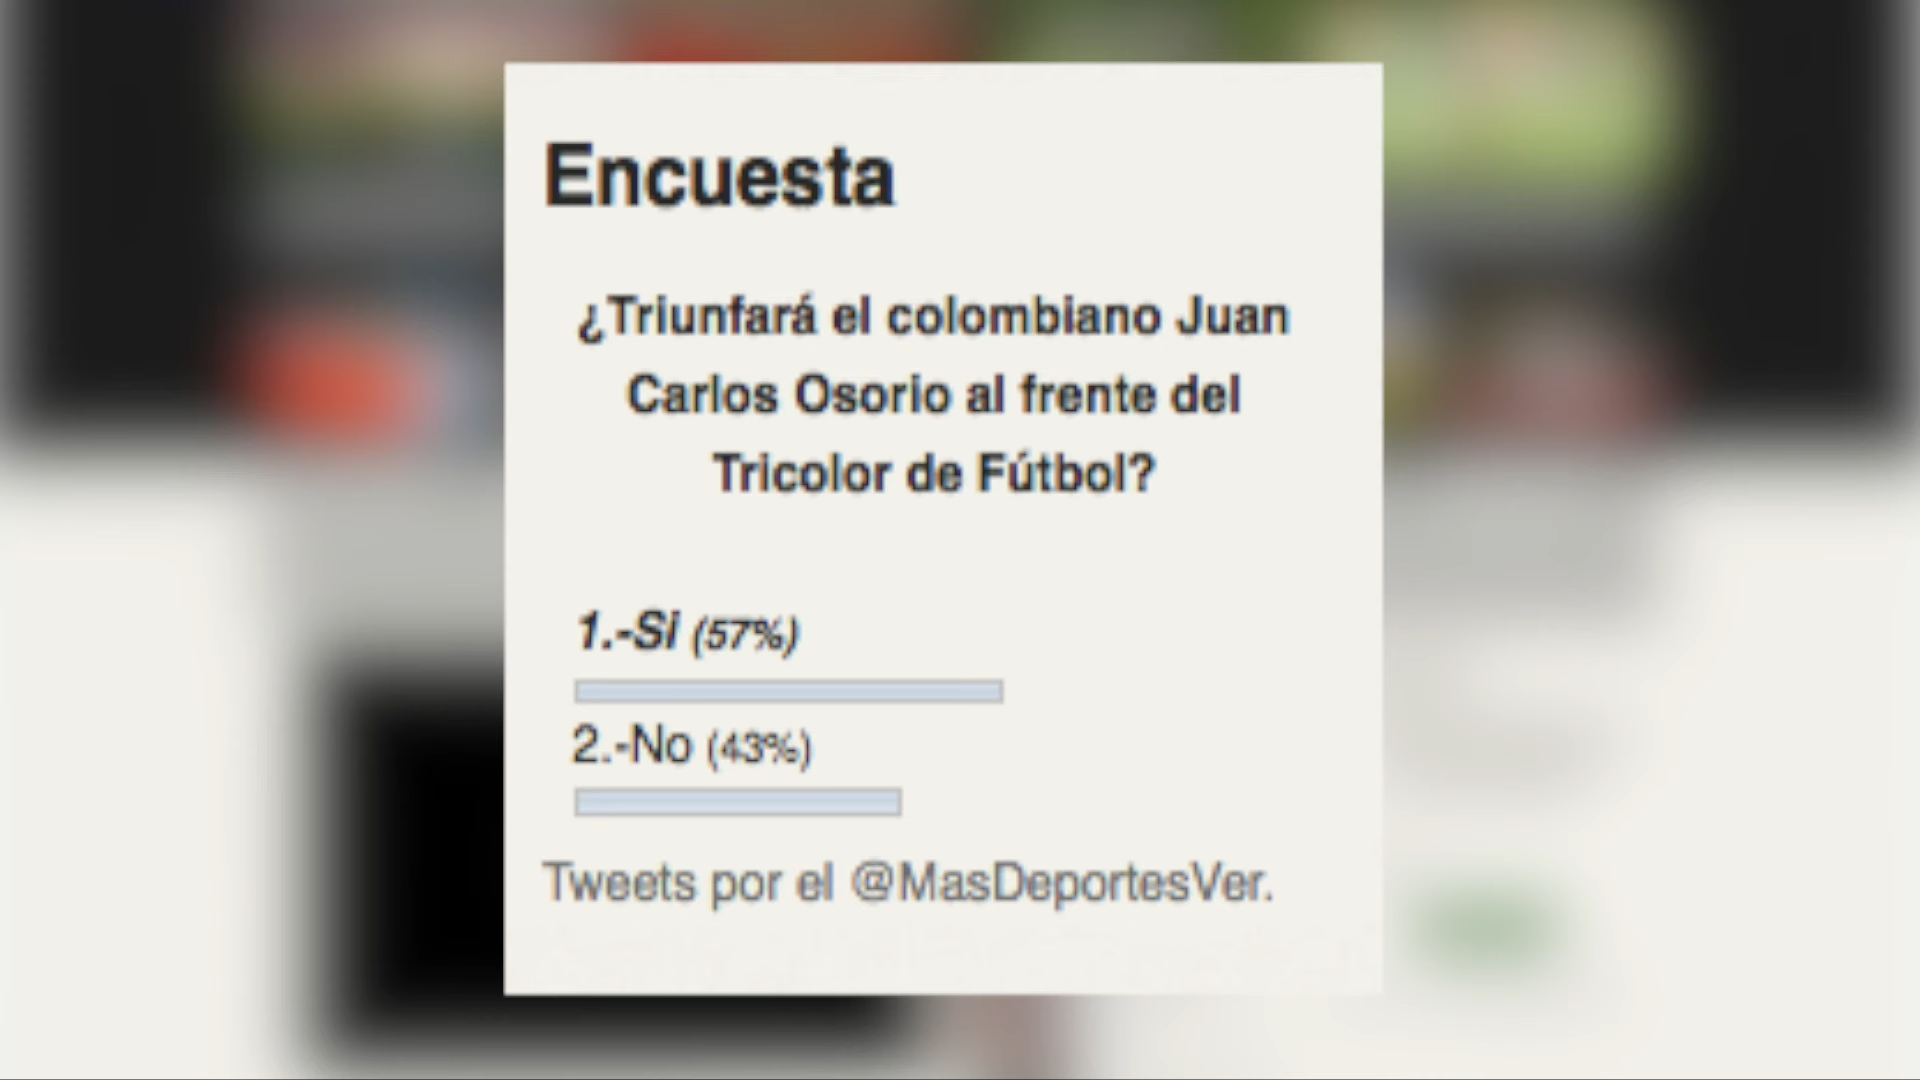 Encuesta
¿Triunfará el colombiano Juan
Carlos Osorio al frente del
Tricolor de Fútbol?
1.-Si (57%)
2.-No (43%)
Tweets por el @MasDeportesVer.